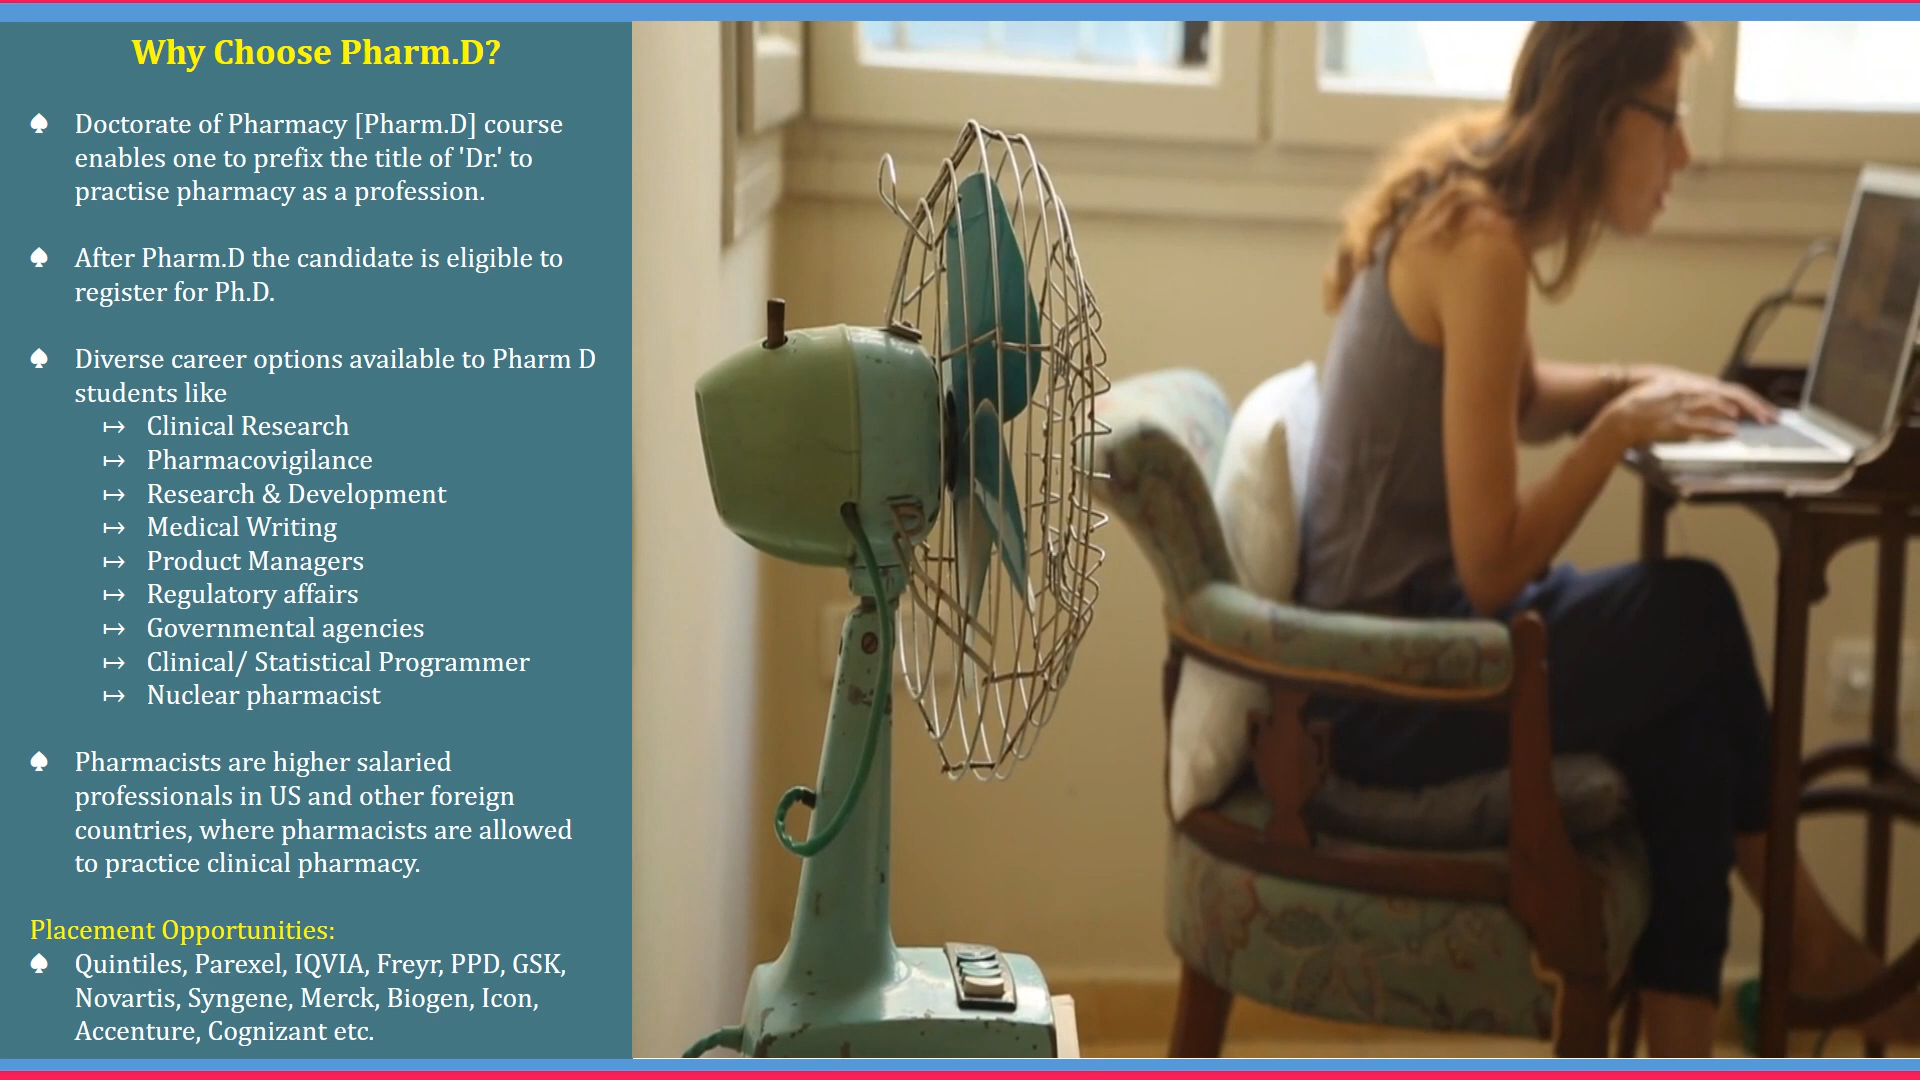 Why Choose Pharm.D?
♠ Doctorate of Pharmacy [Pharm.D] course
enables one to prefix the title of 'Dr.' to
practise pharmacy as a profession.
♠ After Pharm.D the candidate is eligible to
register for Ph.D.
♠ Diverse career options available to Pharm D
students like
↦ Clinical Research
↦ Pharmacovigilance
↦ Research & Development
↦ Medical Writing
↦ Product Managers
↦ Regulatory affairs
↦ Governmental agencies
↦ Clinical/ Statistical Programmer
↦ Nuclear pharmacist
♠ Pharmacists are higher salaried
professionals in US and other foreign
countries, where pharmacists are allowed
to practice clinical pharmacy.
Placement Opportunities:
♠ Quintiles, Parexel, IQVIA, Freyr, PPD, GSK,
Novartis, Syngene, Merck, Biogen, Icon,
Accenture, Cognizant etc.